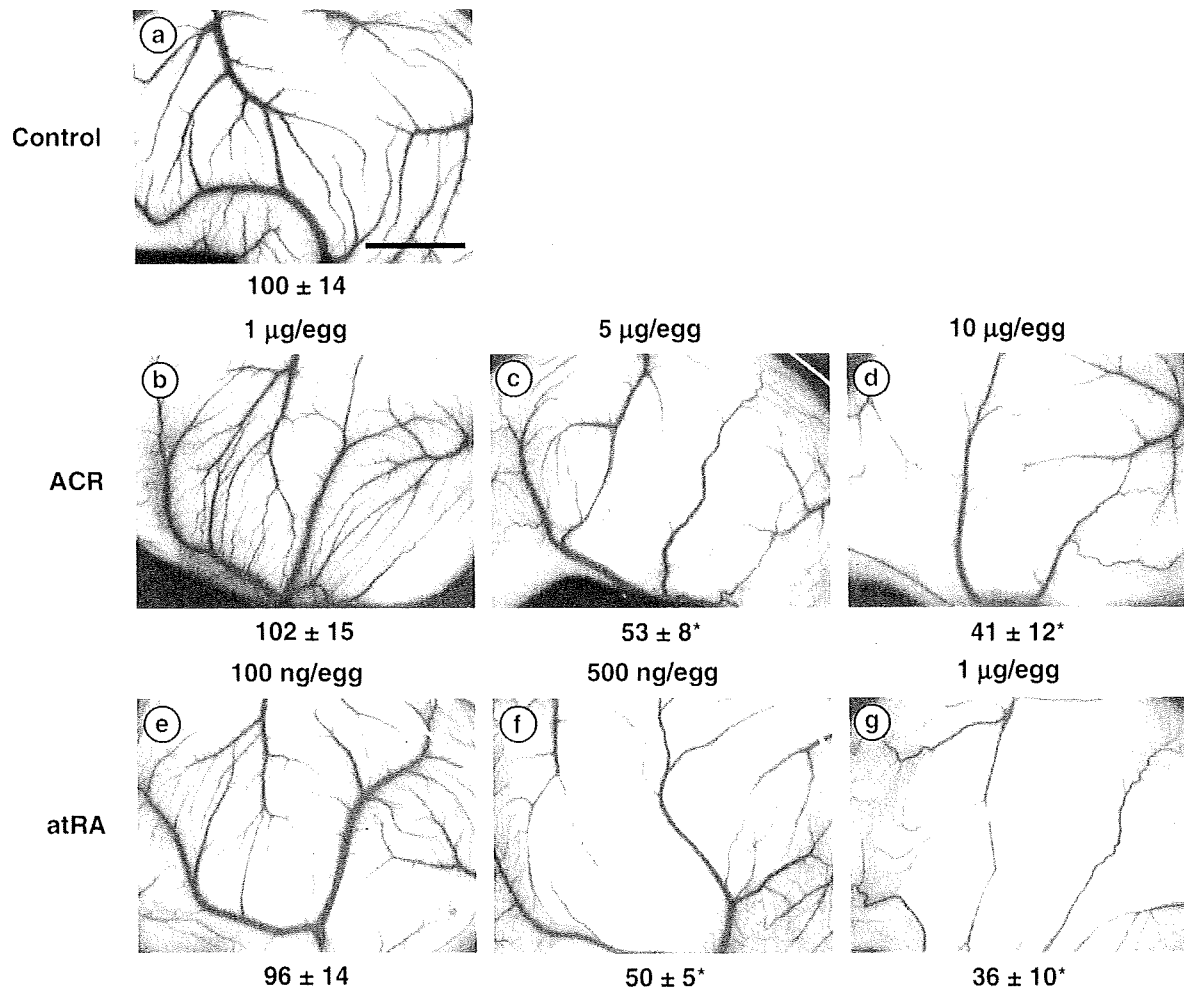 a
Control
100 ± 14
1 µg/egg 5 µg/egg 10 µg/egg
b c d
ACR
102 ± 15 53 ± 8* 41 ± 12*
100 ng/egg 500 ng/egg 1 µg/egg
e f g
atRA
96 ± 14 50 ± 5* 36 ± 10*